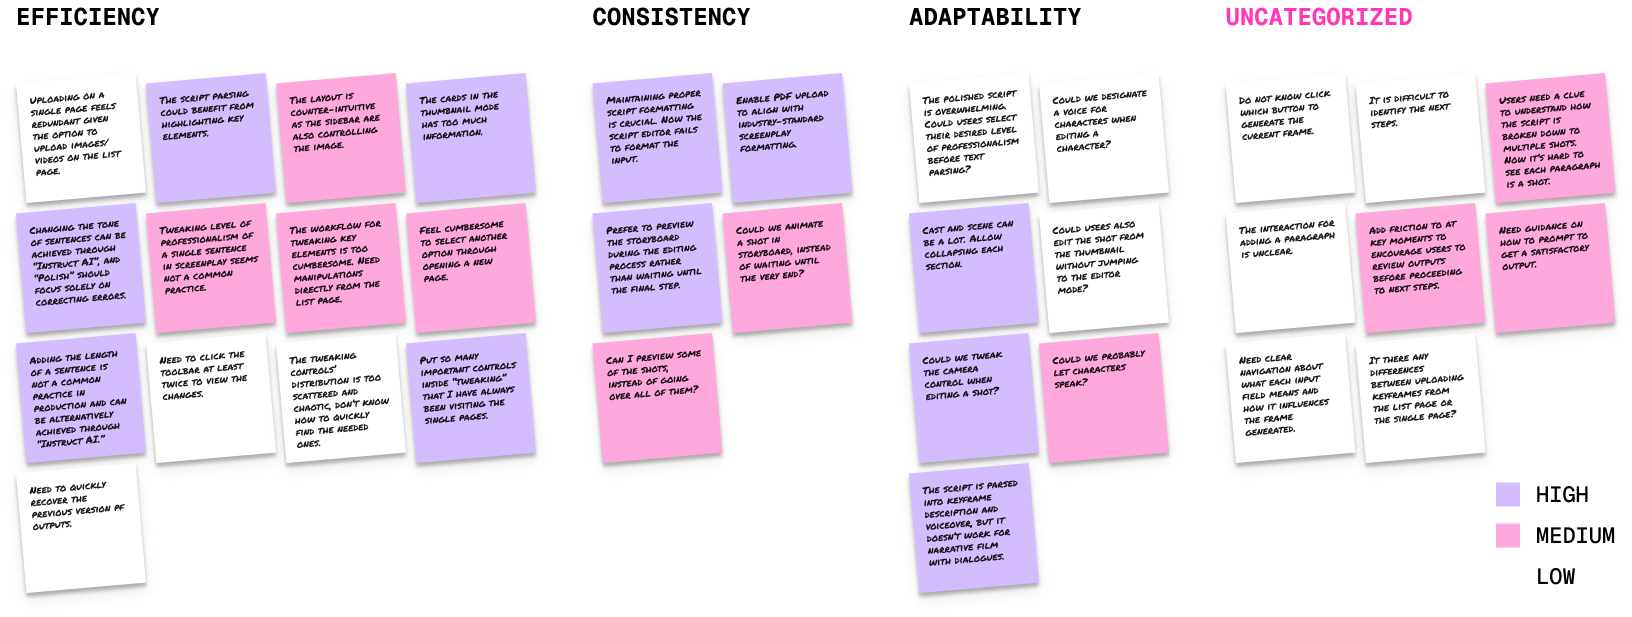 EFFICIENCY
CONSISTENCY
ADAPTABILITY
UNCATEGORIZED
UPLOADING ON A
SINGLE PAGE FEELS
REDUNDANT GIVEN
THE OPTION TO
UPLOAD IMAGES/
VIDEOS ON THE LIST
PAGE.
THE SCRIPT PARSING
COULD BENEFIT FROM
HIGHLIGHTING KEY
ELEMENTS.
THE LAYOUT IS
COUNTER-INTUITIVE
AS THE SIDEBAR ARE
ALSO CONTROLLING
THE IMAGE.
THE CARDS IN THE
THUMBNAIL MODE
HAS TOO MUCH
INFORMATION.
CHANGING THE TONE
OF SENTENCES CAN BE
ACHIEVED THROUGH
"INSTRUCT AI", AND
"POLISH" SHOULD
FOCUS SOLELY ON
CORRECTING ERRORS.
TWEAKING LEVEL OF
PROFESSIONALISM OF
A SINGLE SENTENCE
IN SCREENPLAY SEEMS
NOT A COMMON
PRACTICE.
THE WORKFLOW FOR
TWEAKING KEY
ELEMENTS IS TOO
CUMBERSOME. NEED
MANIPULATIONS
DIRECTLY FROM THE
LIST PAGE.
FEEL CUMBERSOME
TO SELECT ANOTHER
OPTION THROUGH
OPENING A NEW
PAGE.
ADDING THE LENGTH
OF A SENTENCE IS
NOT A COMMON
PRACTICE IN
PRODUCTION AND CAN
BE ALTERNATIVELY
ACHIEVED THROUGH
"INSTRUCT AI."
NEED TO CLICK THE
TOOLBAR AT LEAST
TWICE TO VIEW THE
CHANGES.
THE TWEAKING
CONTROLS'
DISTRIBUTION IS TOO
SCATTERED AND
CHAOTIC, DON'T KNOW
HOW TO QUICKLY
FIND THE NEEDED
ONES.
PUT SO MANY
IMPORTANT CONTROLS
INSIDE "TWEAKING"
THAT I HAVE ALWAYS
BEEN VISITING THE
SINGLE PAGES.
NEED TO QUICKLY
RECOVER THE
PREVIOUS VERSION PF
OUTPUTS.
MAINTAINING PROPER
SCRIPT FORMATTING
IS CRUCIAL. NOW THE
SCRIPT EDITOR FAILS
TO FORMAT THE
INPUT.
ENABLE PDF UPLOAD
TO ALIGN WITH
INDUSTRY-STANDARD
SCREENPLAY
FORMATTING.
PREFER TO PREVIEW
THE STORYBOARD
DURING THE EDITING
PROCESS RATHER
THAN WAITING UNTIL
THE FINAL STEP.
COULD WE ANIMATE
A SHOT IN
STORYBOARD, INSTEAD
OF WAITING UNTIL
THE VERY END?
CAN I PREVIEW SOME
OF THE SHOTS,
INSTEAD OF GOING
OVER ALL OF THEM?
THE POLISHED SCRIPT
IS OVERWHELMING.
COULD USERS SELECT
THEIR DESIRED LEVEL
OF PROFESSIONALISM
BEFORE TEXT
PARSING?
COULD WE DESIGNATE
A VOICE FOR
CHARACTERS WHEN
EDITING A
CHARACTER?
CAST AND SCENE CAN
BE A LOT. ALLOW
COLLAPSING EACH
SECTION.
COULD USERS ALSO
EDIT THE SHOT FROM
THE THUMBNAIL
WITHOUT JUMPING
TO THE EDITOR
MODE?
COULD WE TWEAK
THE CAMERA
CONTROL WHEN
EDITING A SHOT?
COULD WE PROBABLY
LET CHARACTERS
SPEAK?
THE SCRIPT IS PARSED
INTO KEYFRAME
DESCRIPTION AND
VOICEOVER, BUT IT
DOESN'T WORK FOR
NARRATIVE FILM
WITH DIALOGUES.
DO NOT KNOW CLICK
WHICH BUTTON TO
GENERATE THE
CURRENT FRAME.
IT IS DIFFICULT TO
IDENTIFY THE NEXT
STEPS.
USERS NEED A CLUE
TO UNDERSTAND HOW
THE SCRIPT IS
BROKEN DOWN TO
MULTIPLE SHOTS.
NOW IT'S HARD TO
SEE EACH PARAGRAPH
IS A SHOT.
THE INTERACTION FOR
ADDING A PARAGRAPH
IS UNCLEAR.
ADD FRICTION TO AT
KEY MOMENTS TO
ENCOURAGE USERS TO
REVIEW OUTPUTS
BEFORE PROCEEDING
TO NEXT STEPS.
NEED GUIDANCE ON
HOW TO PROMPT TO
GET A SATISFACTORY
OUTPUT.
NEED CLEAR
NAVIGATION ABOUT
WHAT EACH INPUT
FIELD MEANS AND
HOW IT INFLUENCES
THE FRAME
GENERATED.
IT THERE ANY
DIFFERENCES
BETWEEN UPLOADING
KEYFRAMES FROM
THE LIST PAGE OR
THE SINGLE PAGE?
HIGH
MEDIUM
LOW